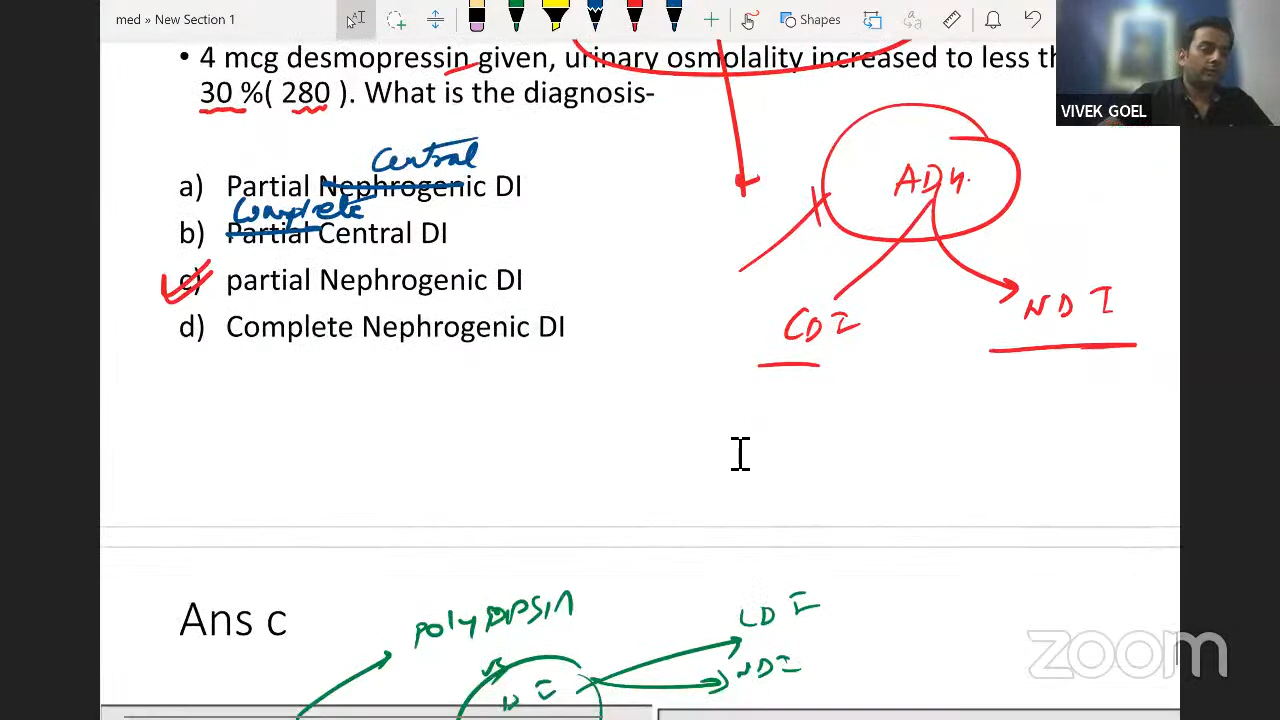 med » New Section 1
Shapes
• 4 mcg desmopressin given, urinary osmolality increased to less th
30 %( 280 ). What is the diagnosis-
VIVEK GOEL
Central
a) Partial Nephrogenic DI
Complete
b) Partial Central DI
c) partial Nephrogenic DI
d) Complete Nephrogenic DI
ADH
CDI
NDI
Ans c
POLYDIPSIA
CDI
NDI
DI
zoom